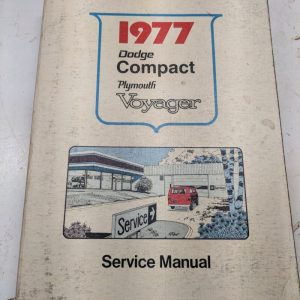 1977
Dodge
Compact
Plymouth
Voyager
Service
Service Manual